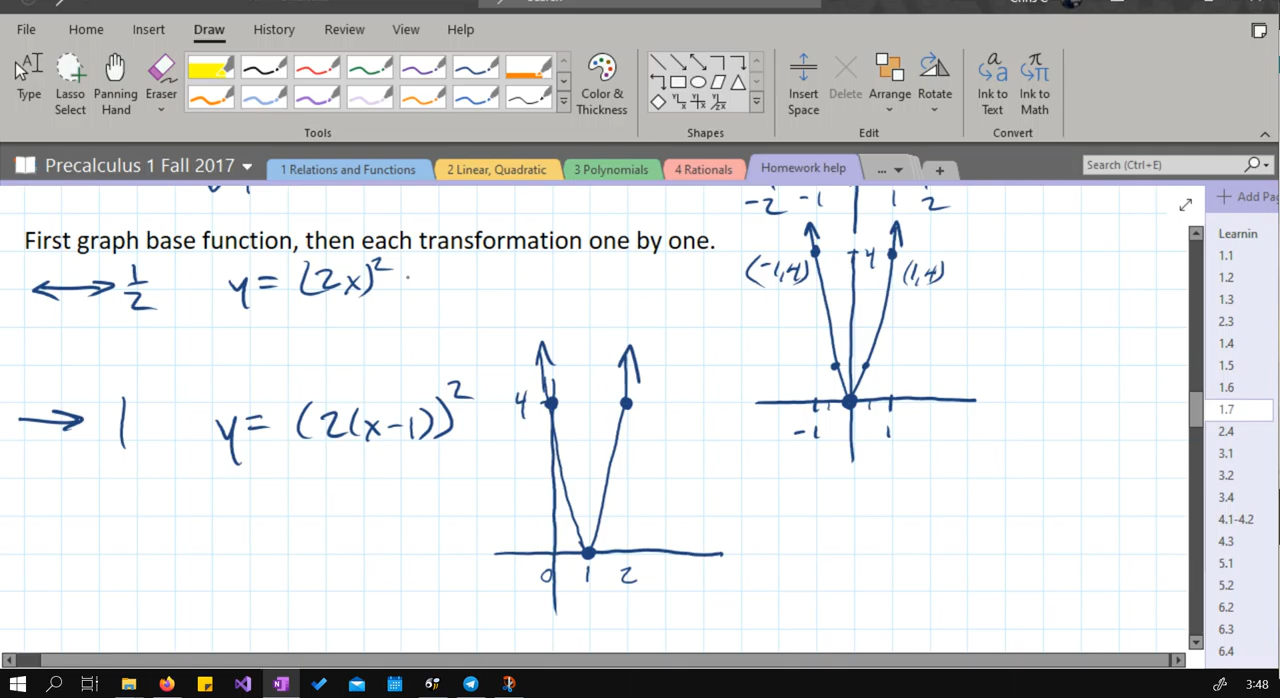 File Home Insert Draw History Review View Help
Type Lasso Select Panning Hand Eraser Color & Thickness Insert Space Delete Arrange Rotate Ink to Text Ink to Math
Tools Shapes Edit Convert
Precalculus 1 Fall 2017 1 Relations and Functions 2 Linear, Quadratic 3 Polynomials 4 Rationals Homework help ... + Search (Ctrl+E)
Add Pag
-2 -1 1 2
First graph base function, then each transformation one by one.
↔ 1/2 y = (2x)²
4
(-1,4) (1,4)
→ 1 y = (2(x-1))²
4
-1 1
0 1 2
Learnin
1.1
1.2
1.3
2.3
1.4
1.5
1.6
1.7
2.4
3.1
3.2
3.4
4.1-4.2
4.3
5.1
5.2
6.2
6.3
6.4
3:48